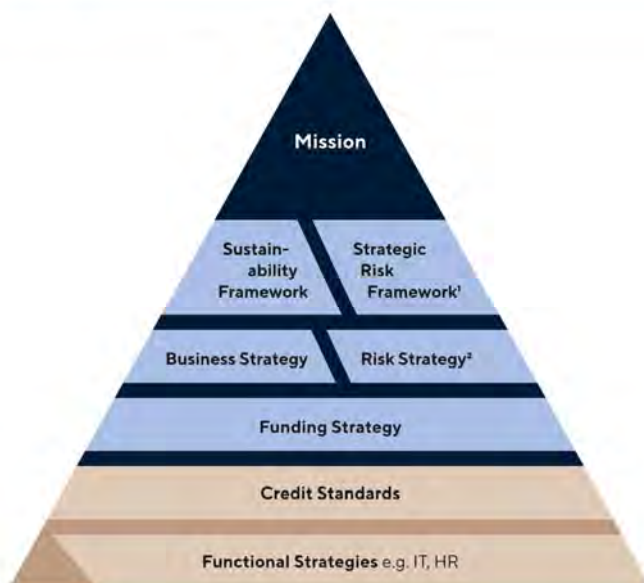 Mission
Sustain-
ability
Framework
Strategic
Risk
Framework¹
Business Strategy
Risk Strategy²
Funding Strategy
Credit Standards
Functional Strategies e.g. IT, HR